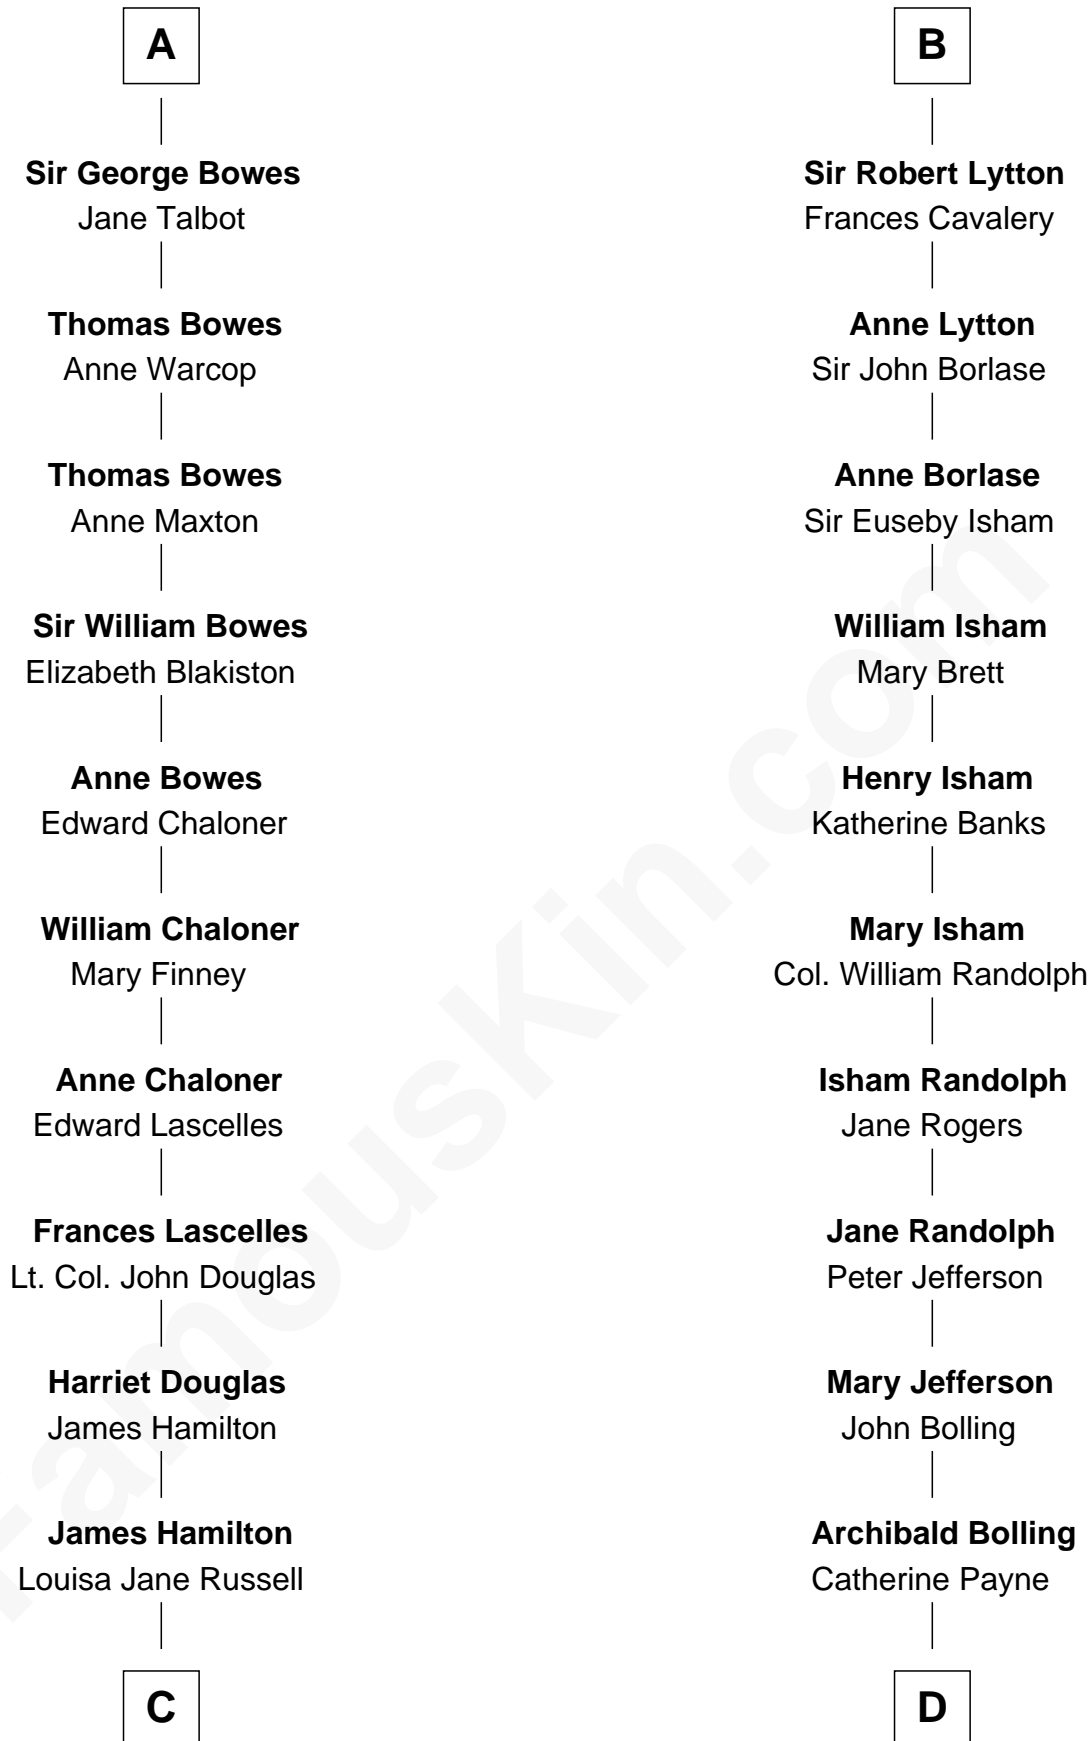 A
Sir George Bowes
Jane Talbot
Thomas Bowes
Anne Warcop
Thomas Bowes
Anne Maxton
Sir William Bowes
Elizabeth Blakiston
Anne Bowes
Edward Chaloner
William Chaloner
Mary Finney
Anne Chaloner
Edward Lascelles
Frances Lascelles
Lt. Col. John Douglas
Harriet Douglas
James Hamilton
James Hamilton
Louisa Jane Russell
C
B
Sir Robert Lytton
Frances Cavalery
Anne Lytton
Sir John Borlase
Anne Borlase
Sir Euseby Isham
William Isham
Mary Brett
Henry Isham
Katherine Banks
Mary Isham
Col. William Randolph
Isham Randolph
Jane Rogers
Jane Randolph
Peter Jefferson
Mary Jefferson
John Bolling
Archibald Bolling
Catherine Payne
D
FamousKin.com